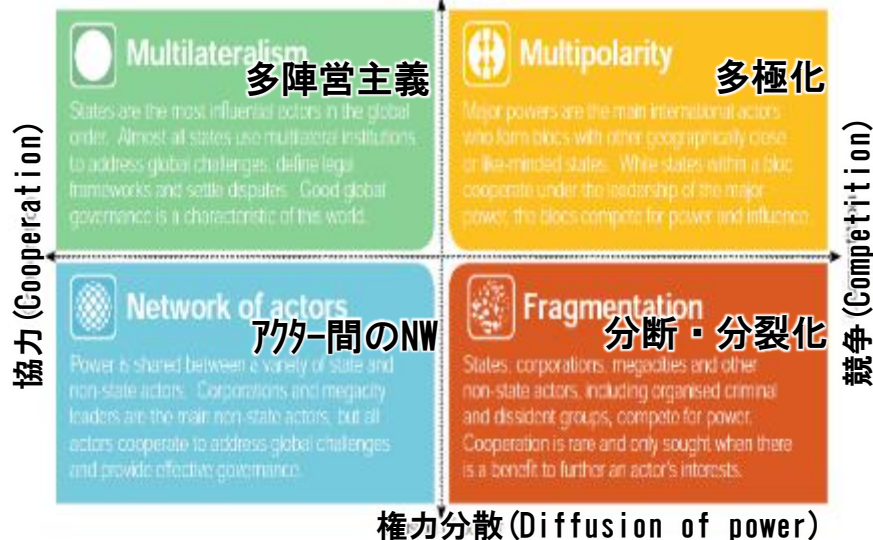 協力(Cooperation)
Multilateralism
多陣営主義
States are the most influential actors in the global
order. Almost all states use multilateral institutions
to address global challenges, define legal
frameworks and settle disputes. Good global
governance is a characteristic of this world.
Multipolarity
多極化
Major powers are the main international actors
who form blocs with other geographically close
or like-minded states. While states within a bloc
cooperate under the leadership of the major
power, the blocs compete for power and influence.
Network of actors
アクター間のNW
Power is shared between a variety of state and
non-state actors. Corporations and megacity
leaders are the main non-state actors, but all
actors cooperate to address global challenges
and provide effective governance.
Fragmentation
分断・分裂化
States, corporations, megacities and other
non-state actors, including organised criminal
and dissident groups, compete for power.
Cooperation is rare and only sought when there
is a benefit to further an actor's interests.
競争(Competition)
権力分散(Diffusion of power)